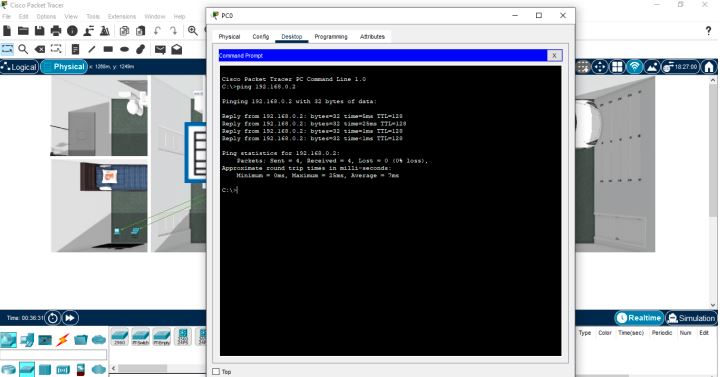 Cisco Packet Tracer
File Edit Options View Tools Extensions Window Help
?
Logical Physical x: 1268m, y: 1249m
18:27:00
PC0
Physical Config Desktop Programming Attributes
Command Prompt
X
Cisco Packet Tracer PC Command Line 1.0
C:\>ping 192.168.0.2
Pinging 192.168.0.2 with 32 bytes of data:
Reply from 192.168.0.2: bytes=32 time=5ms TTL=128
Reply from 192.168.0.2: bytes=32 time=25ms TTL=128
Reply from 192.168.0.2: bytes=32 time=1ms TTL=128
Reply from 192.168.0.2: bytes=32 time<1ms TTL=128
Ping statistics for 192.168.0.2:
Packets: Sent = 4, Received = 4, Lost = 0 (0% loss),
Approximate round trip times in milli-seconds:
Minimum = 0ms, Maximum = 25ms, Average = 7ms
C:\>
Top
Time: 00:36:31
Realtime Simulation
2960 PT-Switch PT-Empty
Type Color Time(sec) Periodic Num Edit